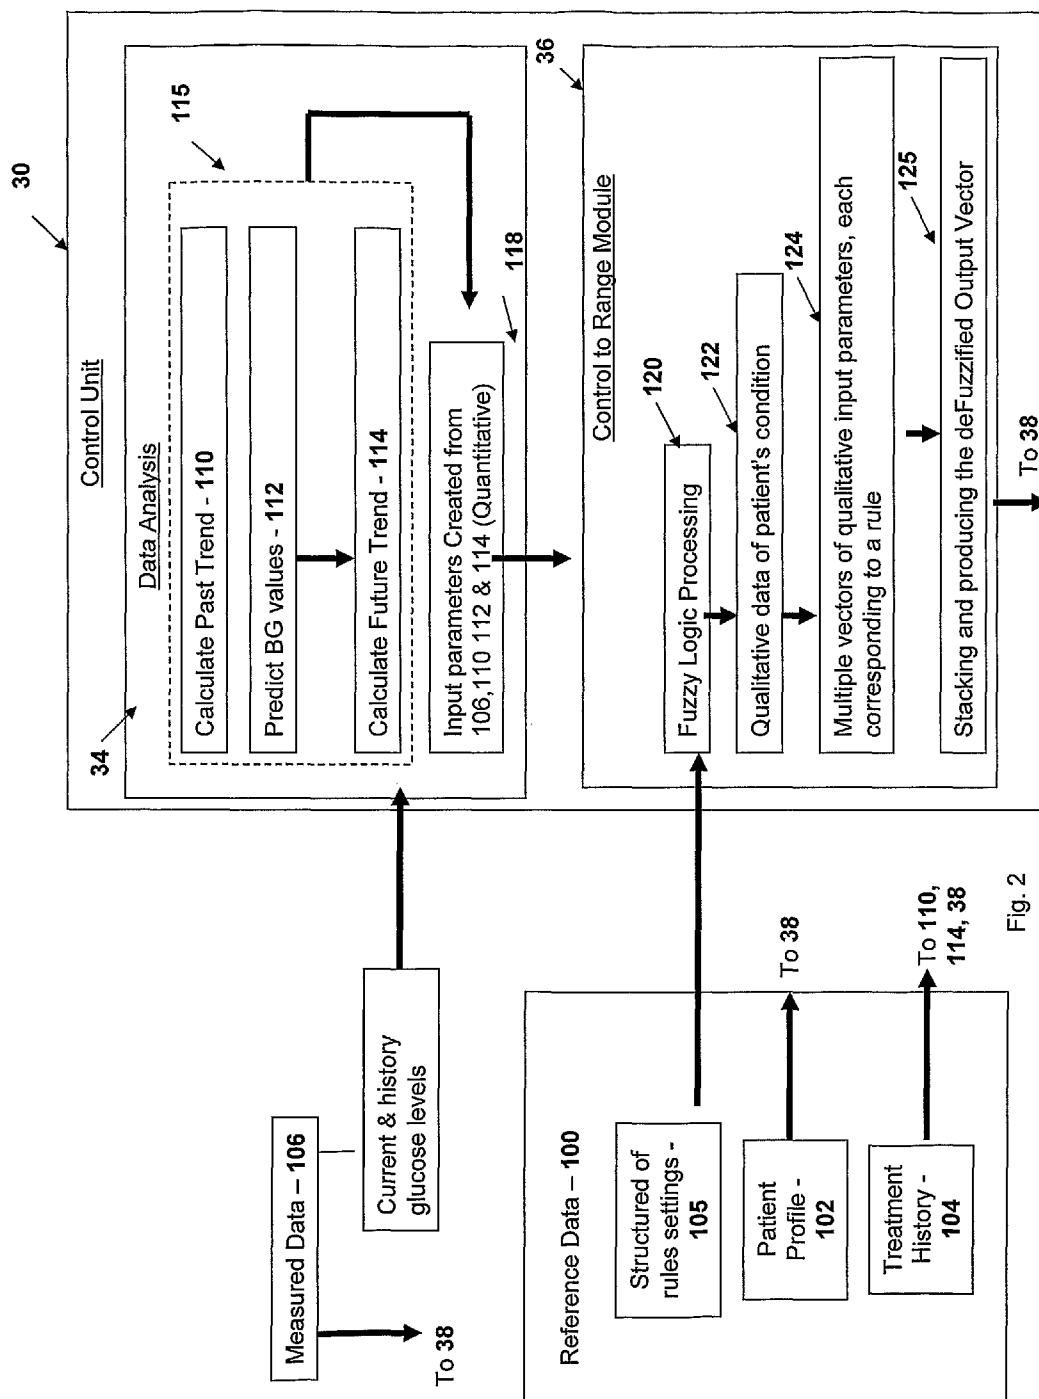 30
Control Unit
34
Data Analysis
115
Calculate Past Trend - 110
Predict BG values - 112
Calculate Future Trend - 114
118
Input parameters Created from
106,110 112 & 114 (Quantitative)
36
Control to Range Module
120
Fuzzy Logic Processing
122
Qualitative data of patient's condition
124
Multiple vectors of qualitative input parameters, each
corresponding to a rule
125
Stacking and producing the deFuzzified Output Vector
To 38
Measured Data – 106
Current & history
glucose levels
To 38
Reference Data – 100
Structured of
rules settings -
105
Patient
Profile -
102
To 38
Treatment
History -
104
To 110,
114, 38
Fig. 2